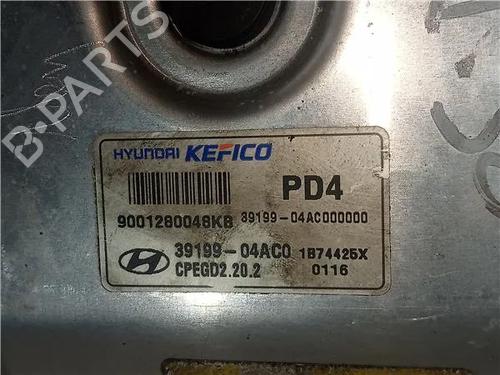 B-PARTS
HYUNDAI KEFICO
PD4
9001280048KB 39199-04AC000000
39199-04AC0 1B74425X
CPEGD2.20.2 0116